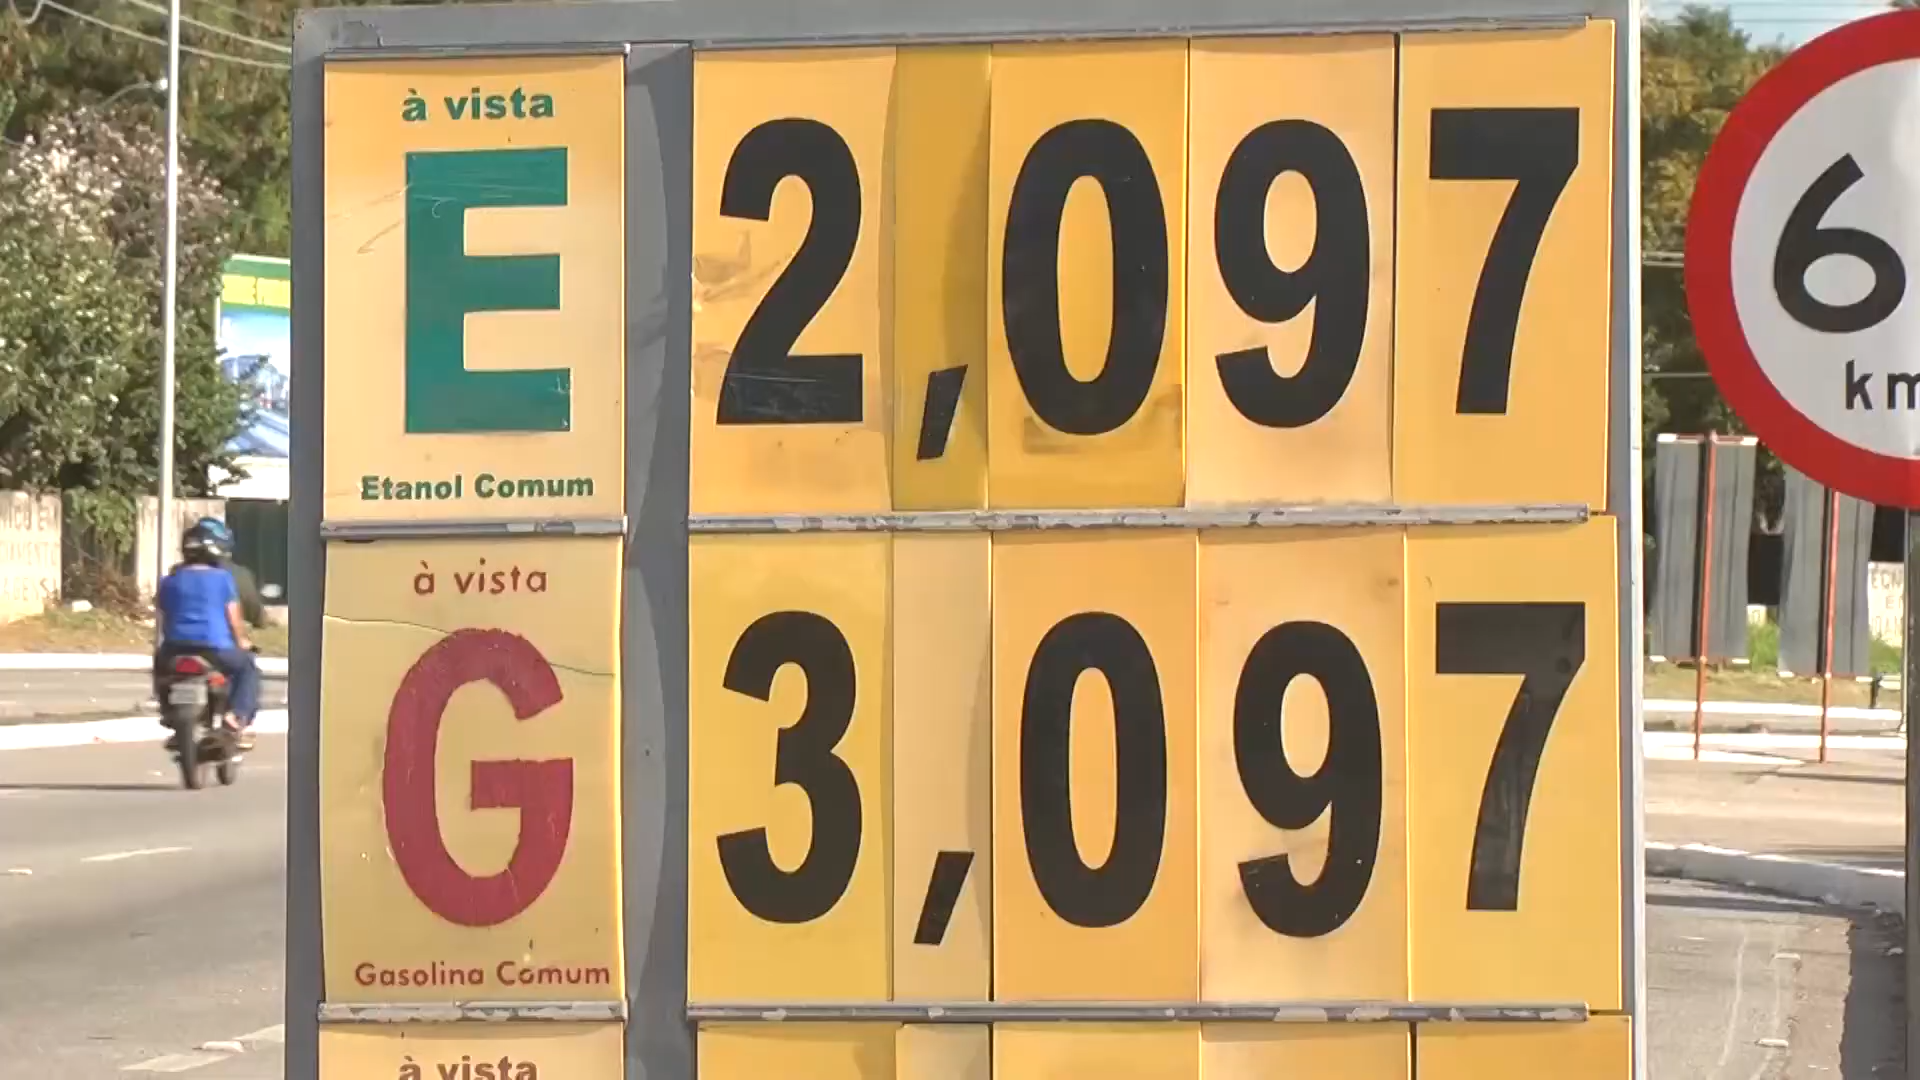 à vista
E 2,097
Etanol Comum
à vista
G 3,097
Gasolina Comum
à vista
6
km